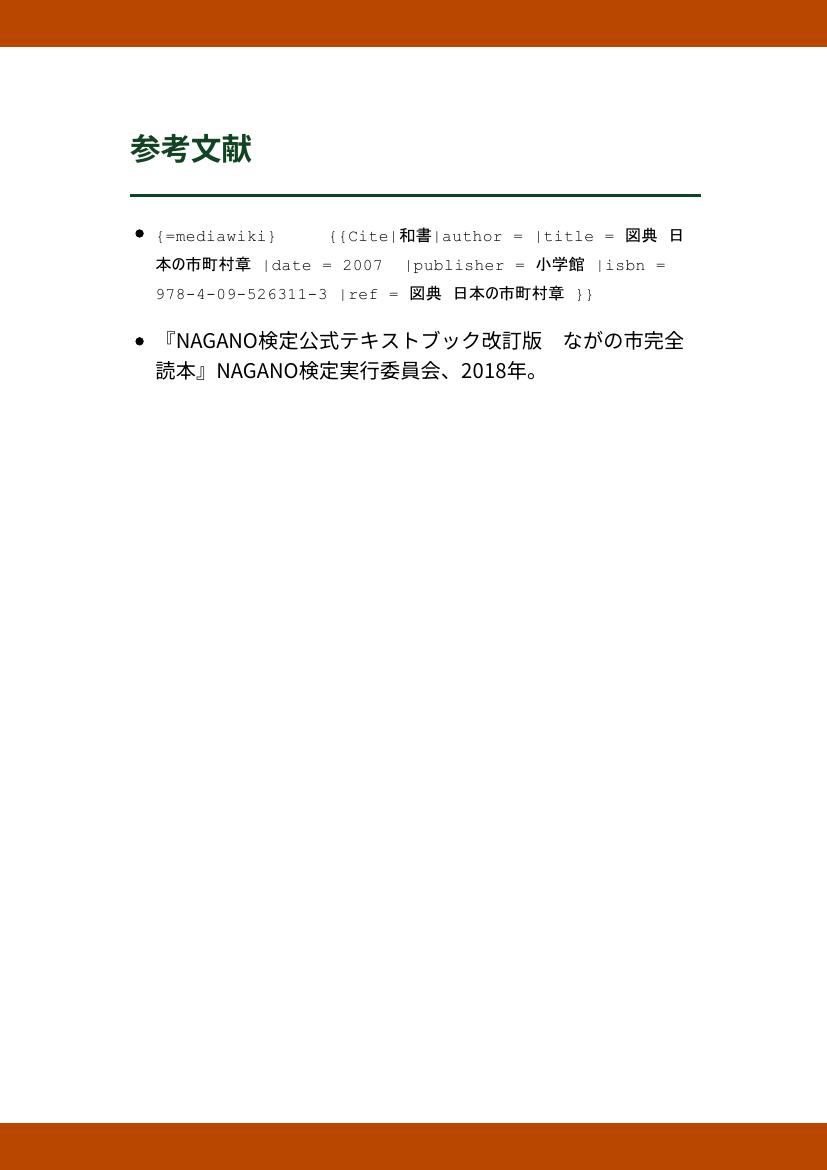 参考文献
{=mediawiki} {{Cite|和書|author = |title = 図典 日
本の市町村章 |date = 2007 |publisher = 小学館 |isbn =
978-4-09-526311-3 |ref = 図典 日本の市町村章 }}
『NAGANO検定公式テキストブック改訂版　ながの市完全
読本』NAGANO検定実行委員会、2018年。